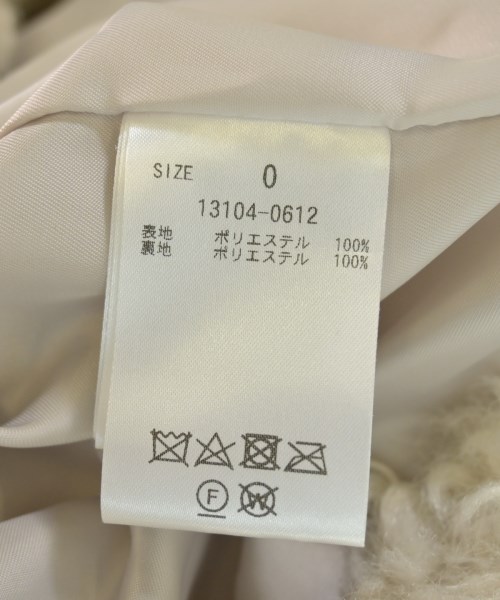 SIZE 0
13104-0612
表地 ポリエステル 100%
裏地 ポリエステル 100%
F W